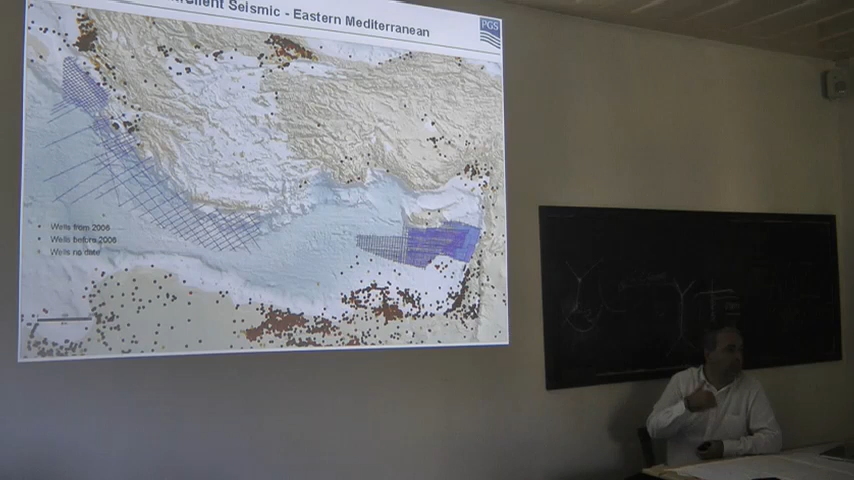 Seismic - Eastern Mediterranean
PGS
Wells from 2006
Wells before 2006
Wells no date